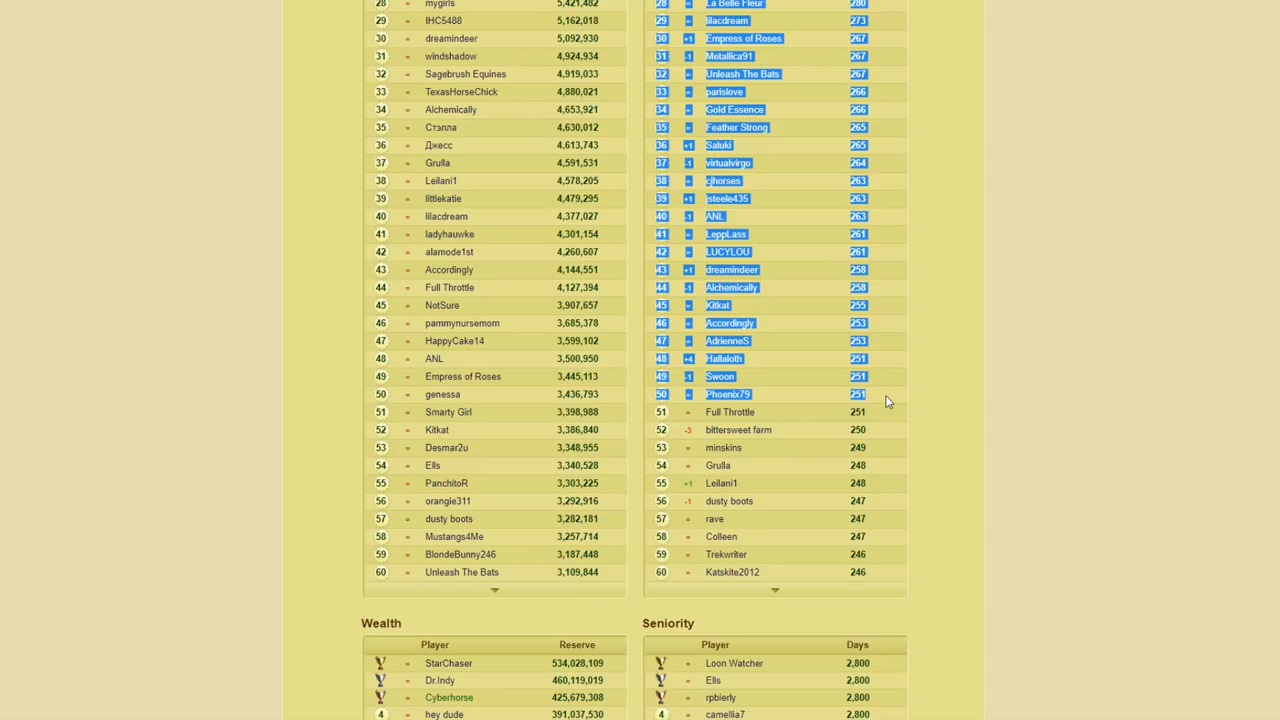 28 = mygirls 5,421,482
29 = IHC5488 5,162,018
30 = dreamindeer 5,092,930
31 = windshadow 4,924,934
32 = Sagebrush Equines 4,919,033
33 = TexasHorseChick 4,880,021
34 = Alchemically 4,653,921
35 = Стэлла 4,630,012
36 = Джесс 4,613,743
37 = Grulla 4,591,531
38 = Leilani1 4,578,205
39 = littlekatie 4,479,295
40 = lilacdream 4,377,027
41 = ladyhauwke 4,301,154
42 = alamode1st 4,260,607
43 = Accordingly 4,144,551
44 = Full Throttle 4,127,394
45 = NotSure 3,907,657
46 = pammynursemom 3,685,378
47 = HappyCake14 3,599,102
48 = ANL 3,500,950
49 = Empress of Roses 3,445,113
50 = genessa 3,436,793
51 = Smarty Girl 3,398,988
52 = Kitkat 3,386,840
53 = Desmar2u 3,348,955
54 = Ells 3,340,528
55 = PanchitoR 3,303,225
56 = orangie311 3,292,916
57 = dusty boots 3,282,181
58 = Mustangs4Me 3,257,714
59 = BlondeBunny246 3,187,448
60 = Unleash The Bats 3,109,844
28 = La Belle Fleur 280
29 = lilacdream 273
30 +1 Empress of Roses 267
31 -1 Metallica91 267
32 = Unleash The Bats 267
33 = parislove 266
34 = Gold Essence 266
35 = Feather Strong 265
36 +1 Saluki 265
37 -1 virtualvirgo 264
38 = cjhorses 263
39 +1 jsteele435 263
40 -1 ANL 263
41 = LeppLass 261
42 = LUCYLOU 261
43 +1 dreamindeer 258
44 -1 Alchemically 258
45 = Kitkat 255
46 = Accordingly 253
47 = AdrienneS 253
48 +4 Hallaloth 251
49 -1 Swoon 251
50 = Phoenix79 251
51 = Full Throttle 251
52 -3 bittersweet farm 250
53 = minskins 249
54 = Grulla 248
55 +1 Leilani1 248
56 -1 dusty boots 247
57 = rave 247
58 = Colleen 247
59 = Trekwriter 246
60 = Katskite2012 246
Wealth
Player Reserve
= StarChaser 534,028,109
= Dr.Indy 460,119,019
= Cyberhorse 425,679,308
4 = hey dude 391,037,530
Seniority
Player Days
= Loon Watcher 2,800
= Ells 2,800
= rpbierly 2,800
4 = camellia7 2,800